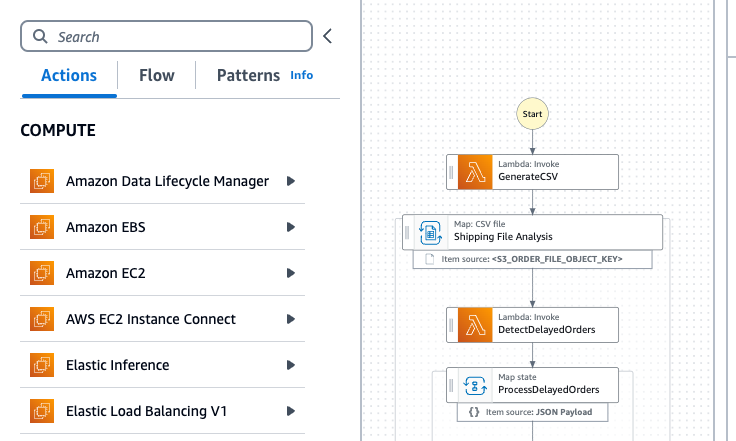 Search
Actions
Flow
Patterns
Info
COMPUTE
Amazon Data Lifecycle Manager
Amazon EBS
Amazon EC2
AWS EC2 Instance Connect
Elastic Inference
Elastic Load Balancing V1
Start
Lambda: Invoke
GenerateCSV
Map: CSV file
Shipping File Analysis
Item source: <S3_ORDER_FILE_OBJECT_KEY>
Lambda: Invoke
DetectDelayedOrders
Map state
ProcessDelayedOrders
{} Item source: JSON Payload